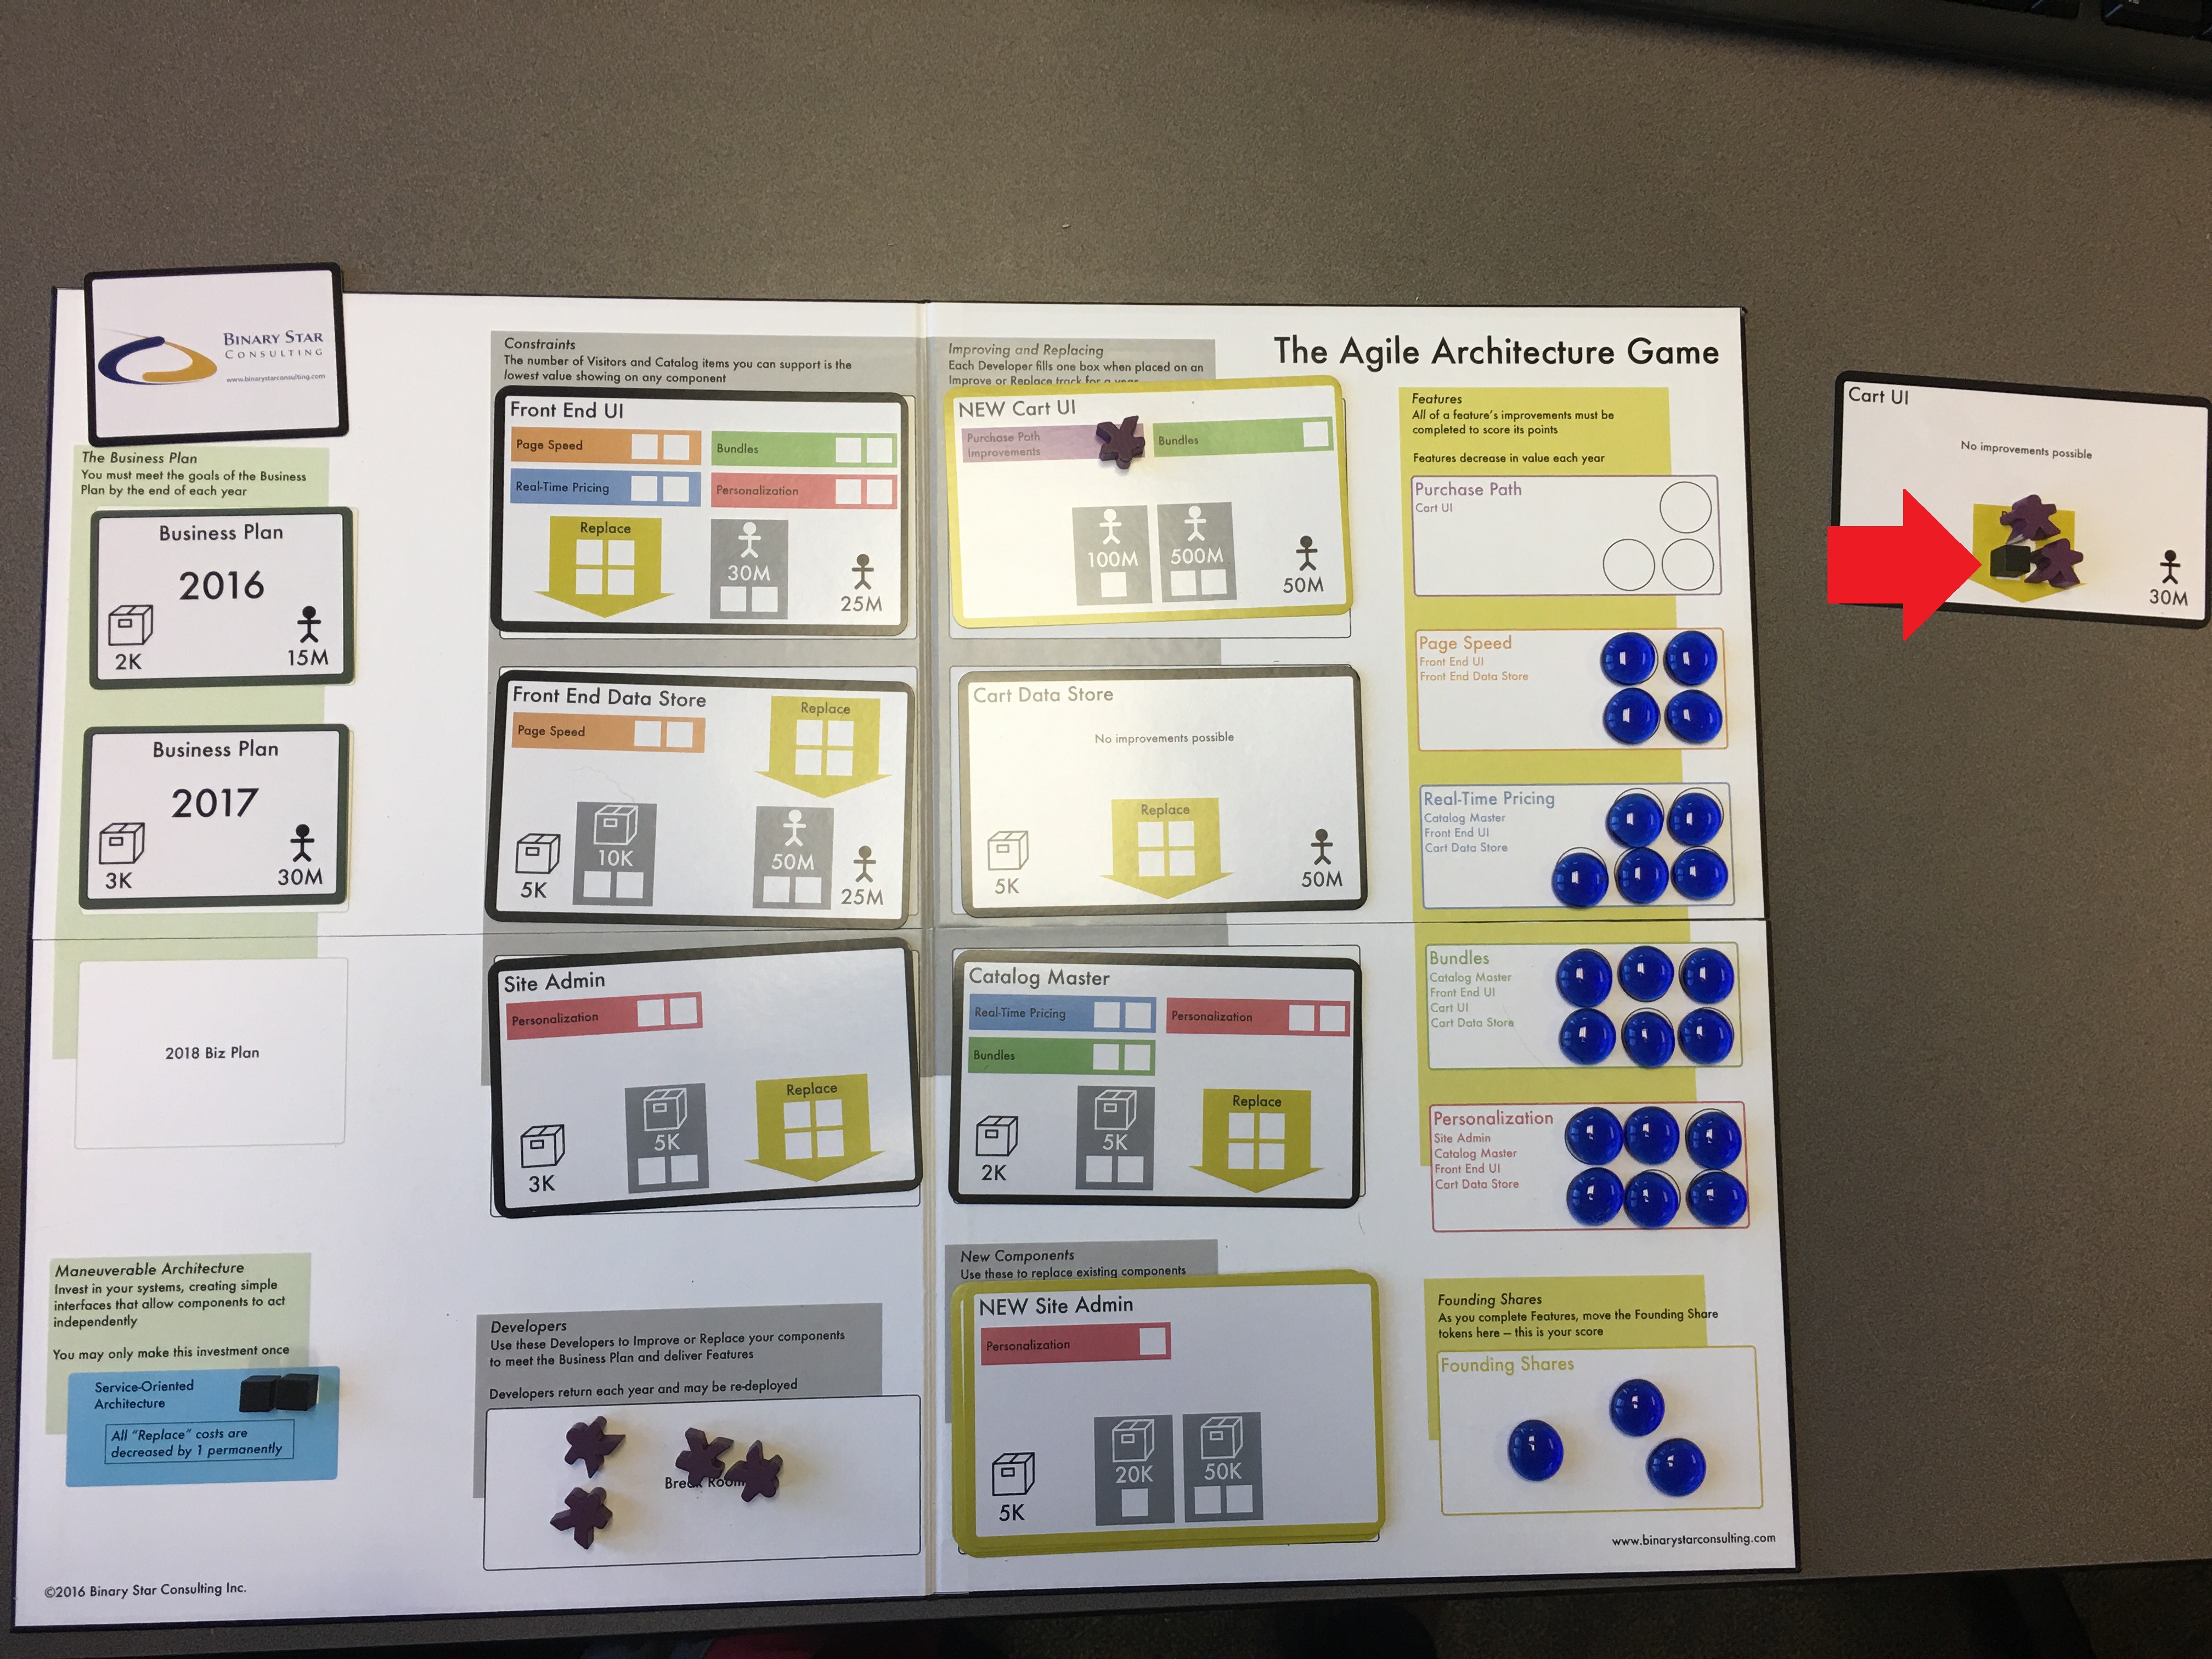 Cart UI
No improvements possible
30M
The Agile Architecture Game
BINARY STAR
CONSULTING
www.binarystarconsulting.com
The Business Plan
You must meet the goals of the Business
Plan by the end of each year
Business Plan
2016
2K
15M
Business Plan
2017
3K
30M
2018 Biz Plan
Maneuverable Architecture
Invest in your systems, creating simple
interfaces that allow components to act
independently
You may only make this investment once
Service-Oriented
Architecture
All "Replace" costs are
decreased by 1 permanently
©2016 Binary Star Consulting Inc.
Constraints
The number of Visitors and Catalog items you can support is the
lowest value showing on any component
Front End UI
Page Speed
Bundles
Real-Time Pricing
Personalization
Replace
30M
25M
Front End Data Store
Page Speed
Replace
5K
10K
50M
25M
Site Admin
Personalization
3K
5K
Replace
Developers
Use these Developers to Improve or Replace your components
to meet the Business Plan and deliver Features
Developers return each year and may be re-deployed
Break Room
Improving and Replacing
Each Developer fills one box when placed on an
Improve or Replace track for a year
NEW Cart UI
Purchase Path
Improvements
Bundles
100M
500M
50M
Cart Data Store
No improvements possible
Replace
5K
50M
Catalog Master
Real-Time Pricing
Personalization
Bundles
2K
5K
Replace
New Components
Use these to replace existing components
NEW Site Admin
Personalization
5K
20K
50K
Features
All of a feature's improvements must be
completed to score its points
Features decrease in value each year
Purchase Path
Cart UI
Page Speed
Front End UI
Front End Data Store
Real-Time Pricing
Catalog Master
Front End UI
Cart Data Store
Bundles
Catalog Master
Front End UI
Cart UI
Cart Data Store
Personalization
Site Admin
Catalog Master
Front End UI
Cart Data Store
Founding Shares
As you complete Features, move the Founding Share
tokens here – this is your score
Founding Shares
www.binarystarconsulting.com